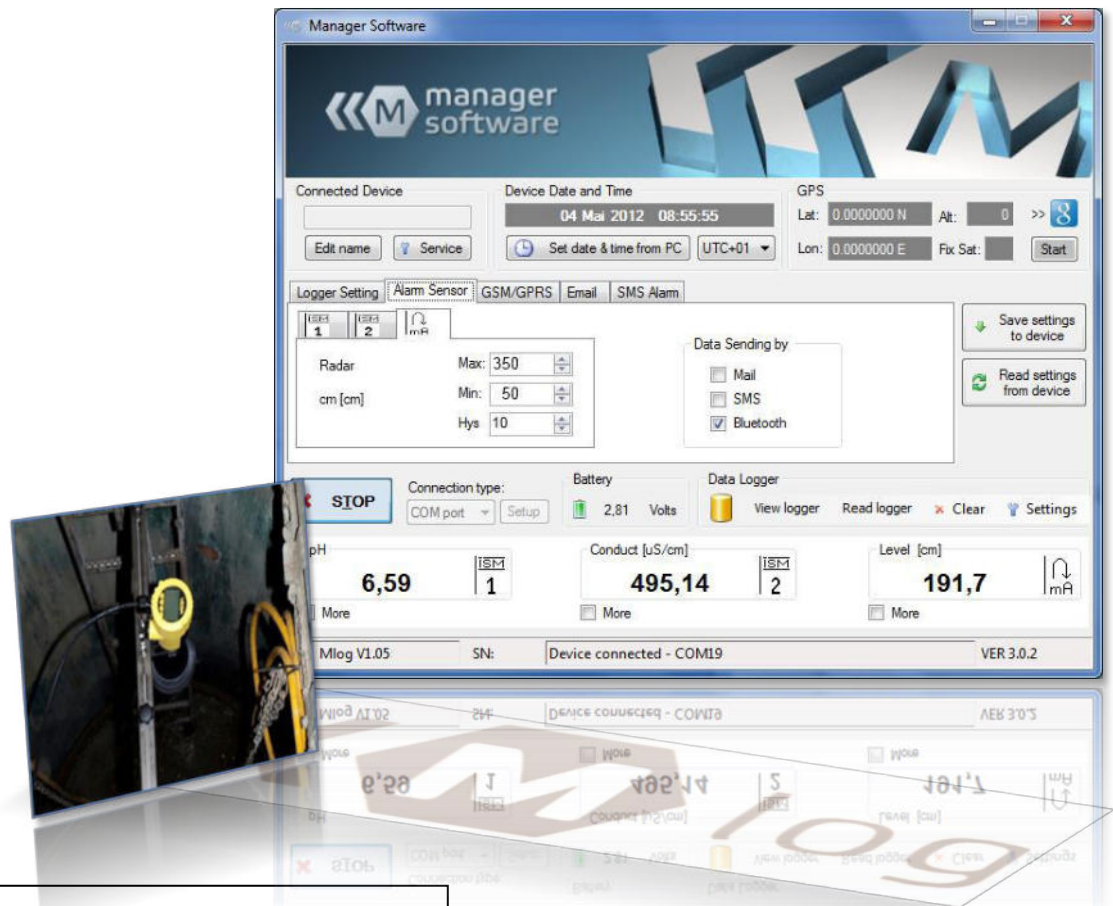 Manager Software
M manager
software
Connected Device
Device Date and Time
GPS
04 Mai 2012 08:55:55
Lat: 0.0000000 N Alt: 0 >> 8
Edit name Service Set date & time from PC UTC+01 Lon: 0.0000000 E Fix Sat: Start
Logger Setting Alarm Sensor GSM/GPRS Email SMS Alarm
ISM 1 ISM 2 mA
Save settings
to device
Read settings
from device
Radar Max: 350
cm [cm] Min: 50
Hys 10
Data Sending by
Mail
SMS
Bluetooth
STOP
Connection type:
COM port Setup
Battery
2,81 Volts
Data Logger
View logger Read logger Clear Settings
pH
6,59
ISM
1
More
Conduct [uS/cm]
495,14
ISM
2
More
Level [cm]
191,7
mA
More
Mlog V1.05 SN: Device connected - COM19 VER 3.0.2
M log